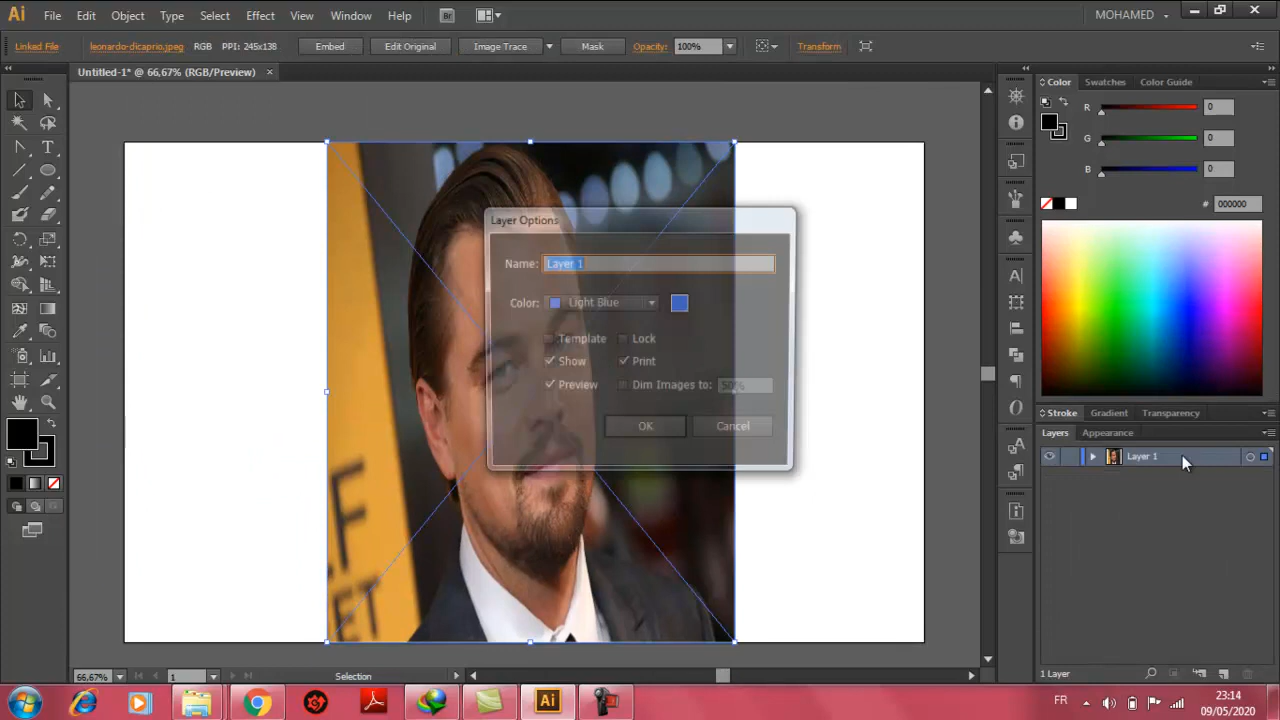 Ai File Edit Object Type Select Effect View Window Help Br MOHAMED
Linked File leonardo-dicaprio.jpeg RGB PPI: 245x138 Embed Edit Original Image Trace Mask Opacity: 100% Transform
Untitled-1* @ 66,67% (RGB/Preview)
Color Swatches Color Guide
R 0
G 0
B 0
# 000000
Layer Options
Name: Layer 1
Color: Light Blue
Template Lock
Show Print
Preview Dim Images to: 50%
OK Cancel
Stroke Gradient Transparency
Layers Appearance
Layer 1
F
ET
66,67% 1 Selection
1 Layer
Ai FR 23:14
09/05/2020